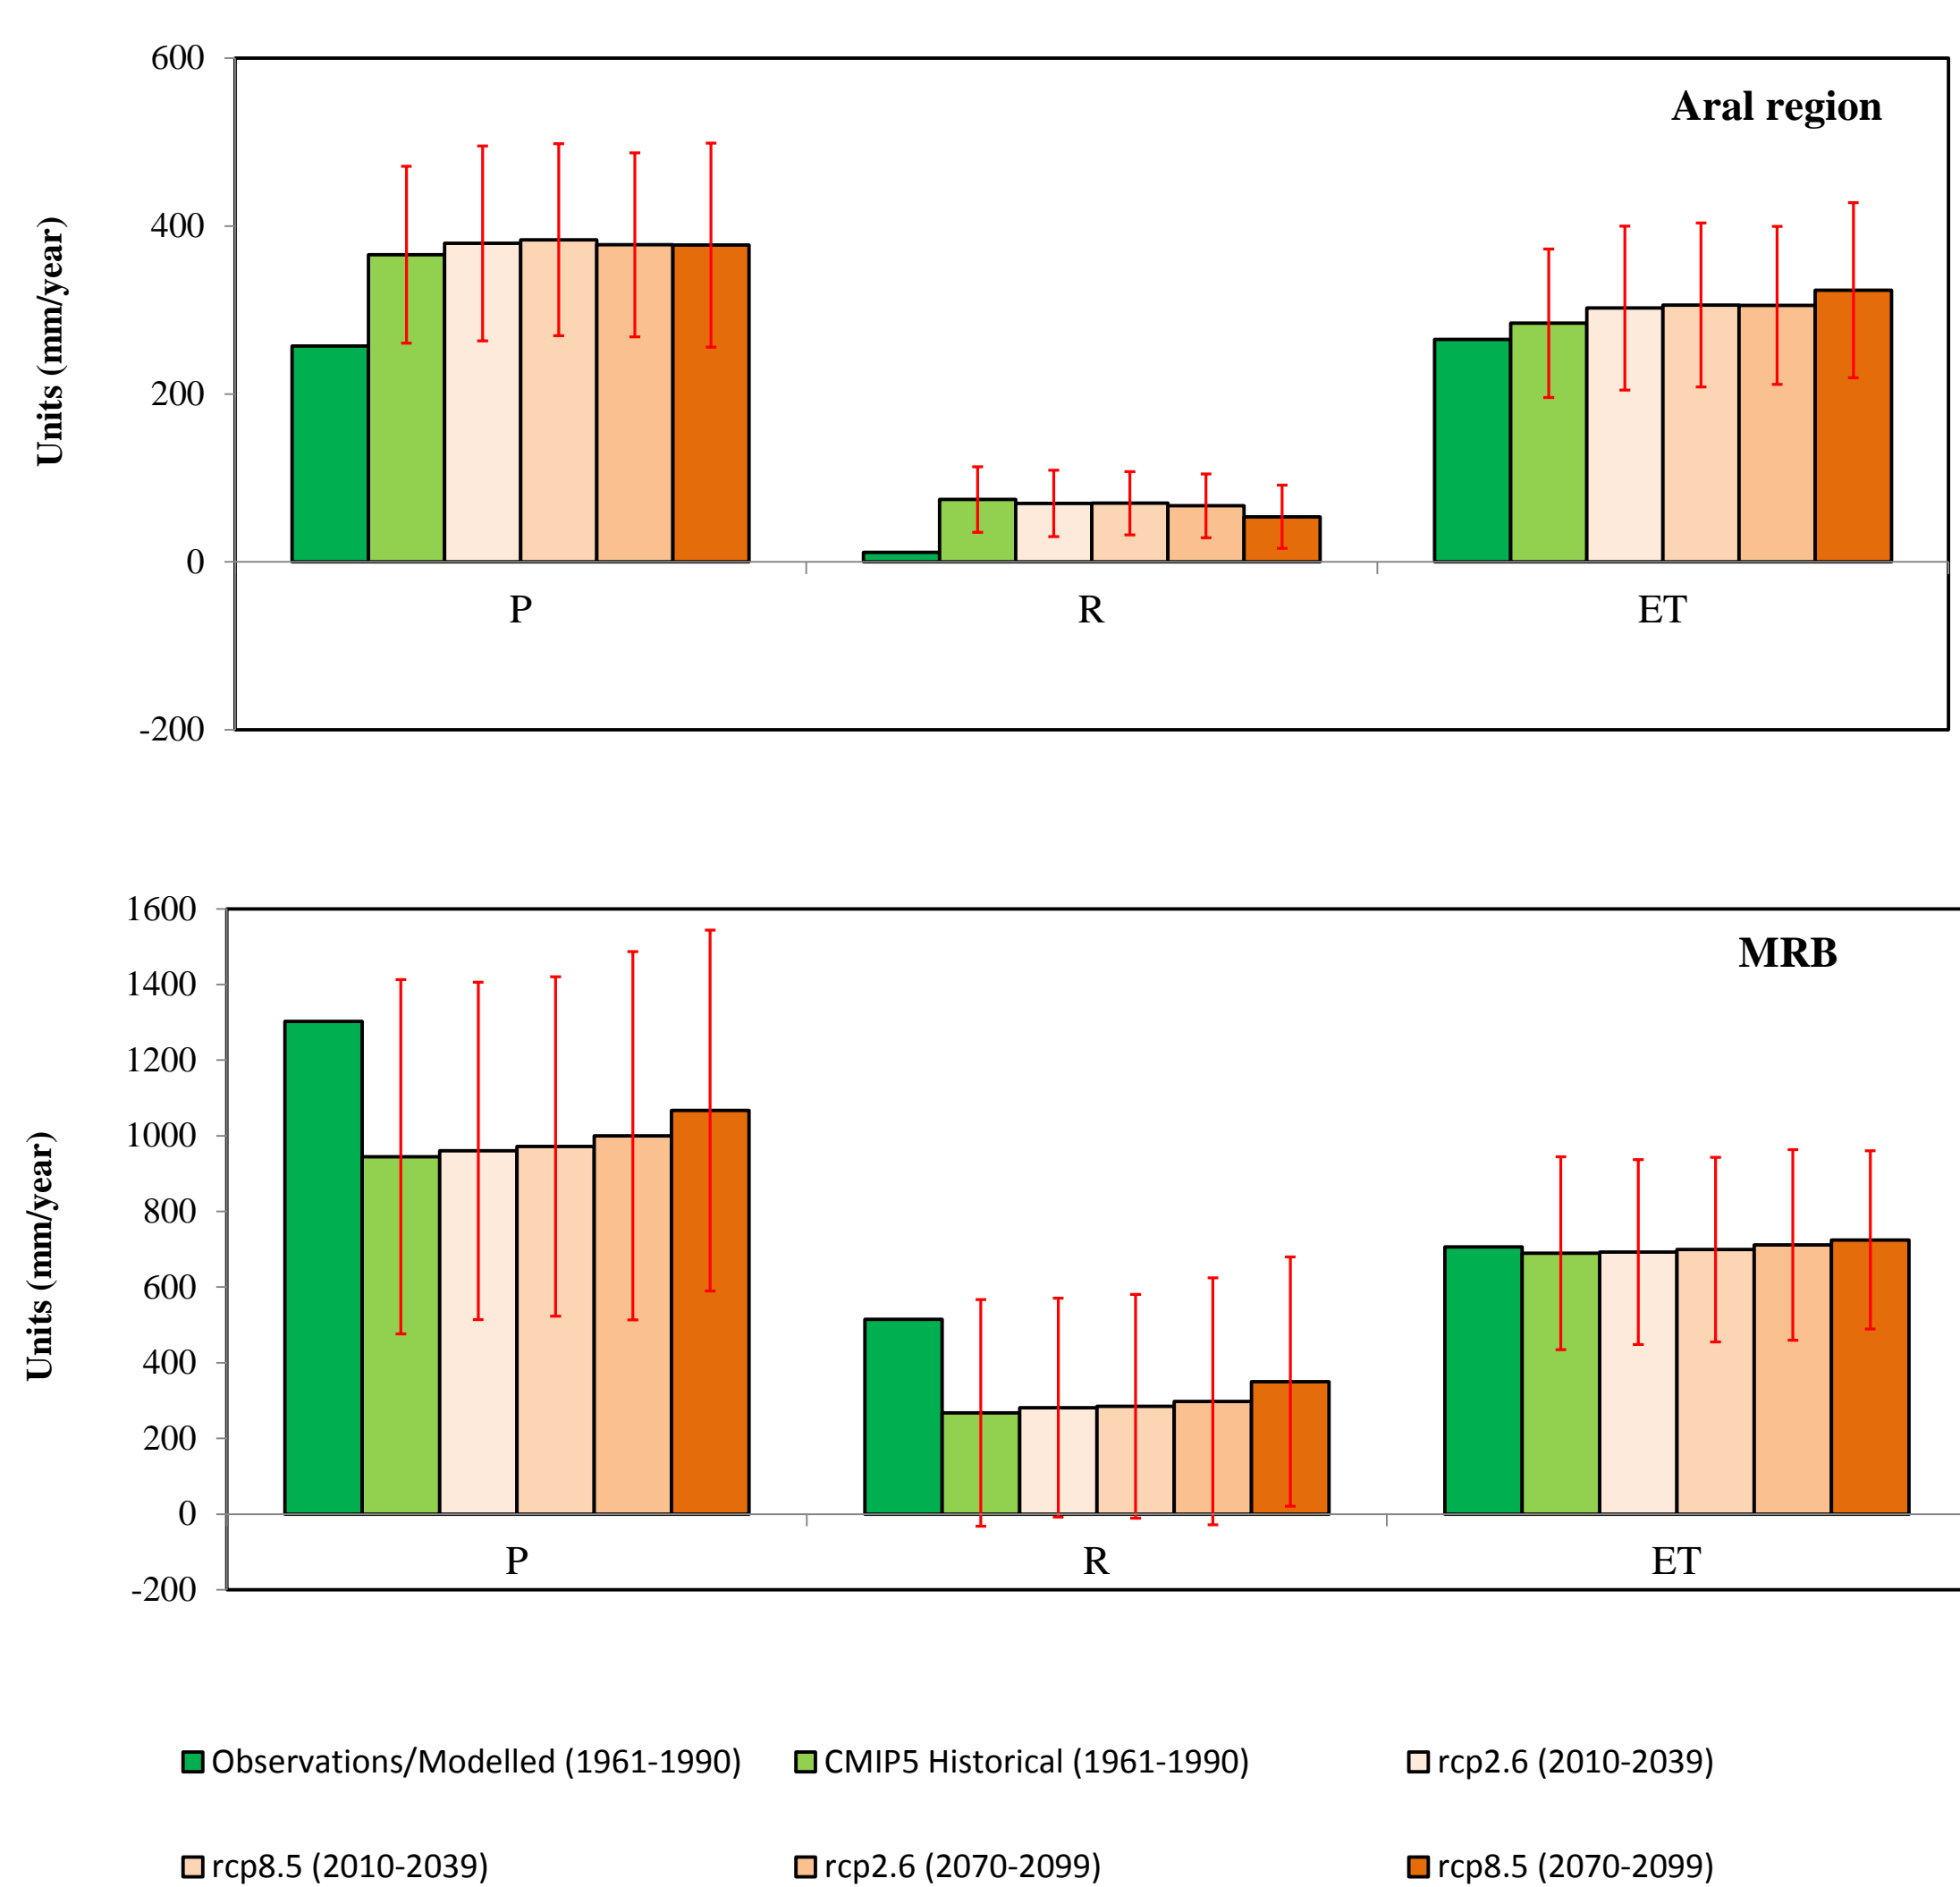 600
Aral region
400
Units (mm/year)
200
0
P R ET
-200
1600
MRB
1400
1200
1000
Units (mm/year)
800
600
400
200
0
P R ET
-200
Observations/Modelled (1961-1990) CMIP5 Historical (1961-1990) rcp2.6 (2010-2039)
rcp8.5 (2010-2039) rcp2.6 (2070-2099) rcp8.5 (2070-2099)